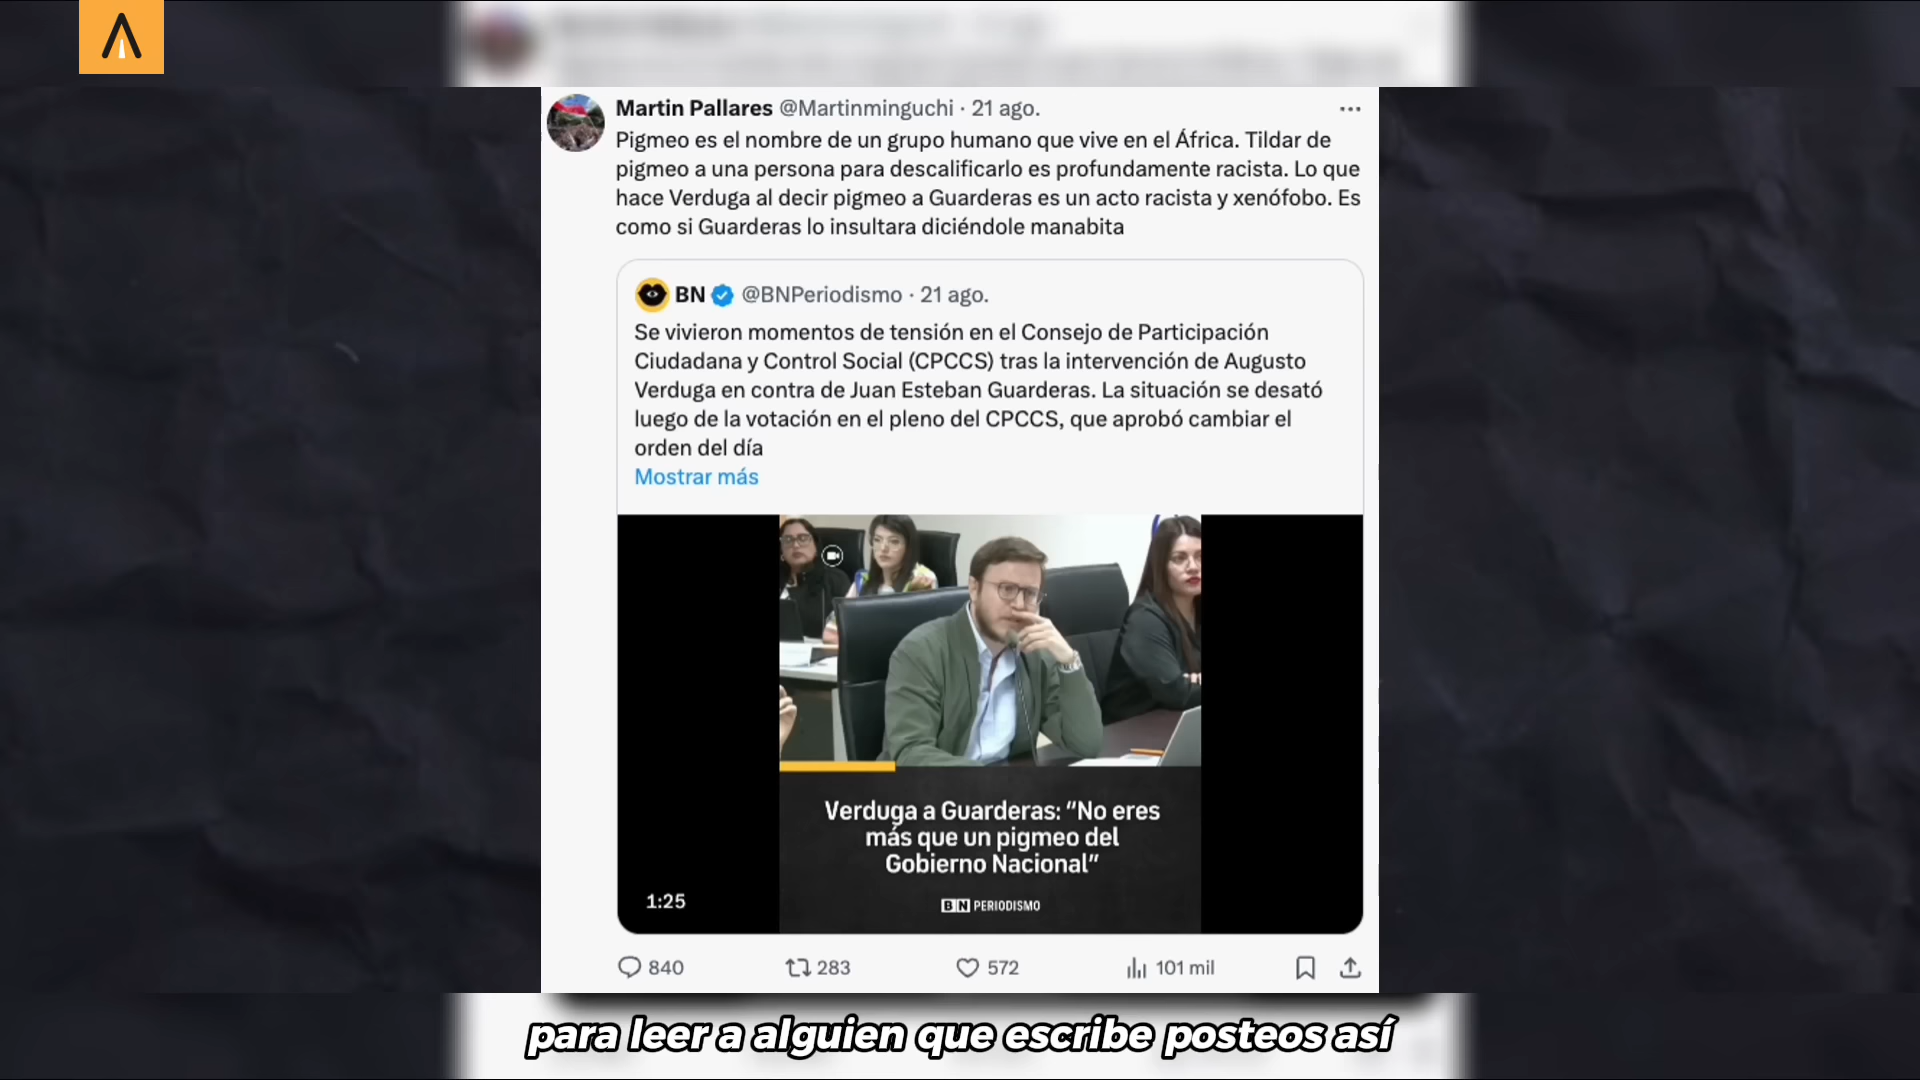 Martin Pallares @Martinminguchi · 21 ago.
Pigmeo es el nombre de un grupo humano que vive en el África. Tildar de
pigmeo a una persona para descalificarlo es profundamente racista. Lo que
hace Verduga al decir pigmeo a Guarderas es un acto racista y xenófobo. Es
como si Guarderas lo insultara diciéndole manabita
BN @BNPeriodismo · 21 ago.
Se vivieron momentos de tensión en el Consejo de Participación
Ciudadana y Control Social (CPCCS) tras la intervención de Augusto
Verduga en contra de Juan Esteban Guarderas. La situación se desató
luego de la votación en el pleno del CPCCS, que aprobó cambiar el
orden del día
Mostrar más
Verduga a Guarderas: “No eres
más que un pigmeo del
Gobierno Nacional”
1:25
BN PERIODISMO
840 283 572 101 mil
para leer a alguien que escribe posteos así